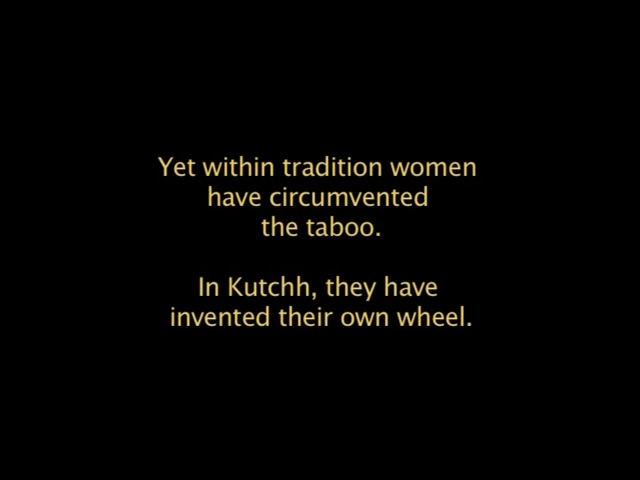 Yet within tradition women
have circumvented
the taboo.
In Kutchh, they have
invented their own wheel.